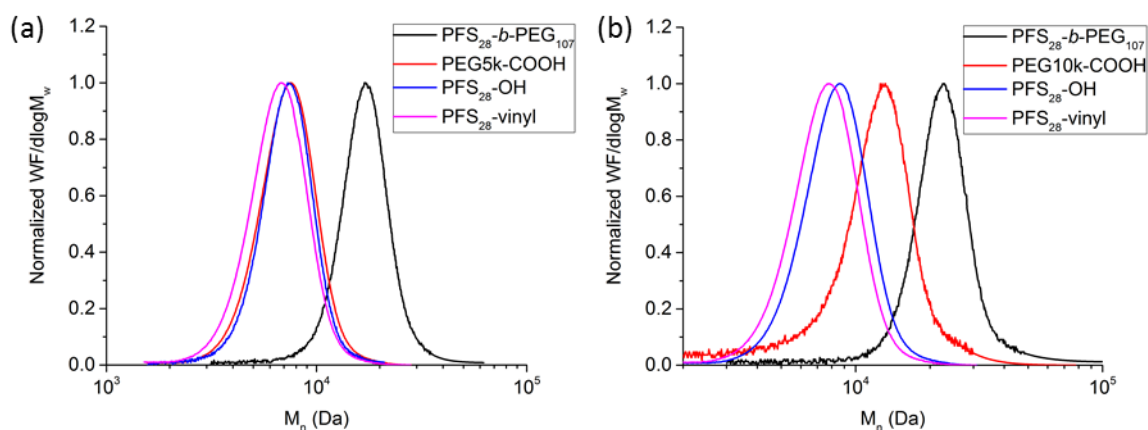 (a)
PFS28-b-PEG107
PEG5k-COOH
PFS28-OH
PFS28-vinyl
Normalized WF/dlogMw
1.2
1.0
0.8
0.6
0.4
0.2
0.0
10^3
10^4
10^5
Mn (Da)
(b)
PFS28-b-PEG107
PEG10k-COOH
PFS28-OH
PFS28-vinyl
Normalized WF/dlogMw
1.2
1.0
0.8
0.6
0.4
0.2
0.0
10^4
10^5
Mn (Da)